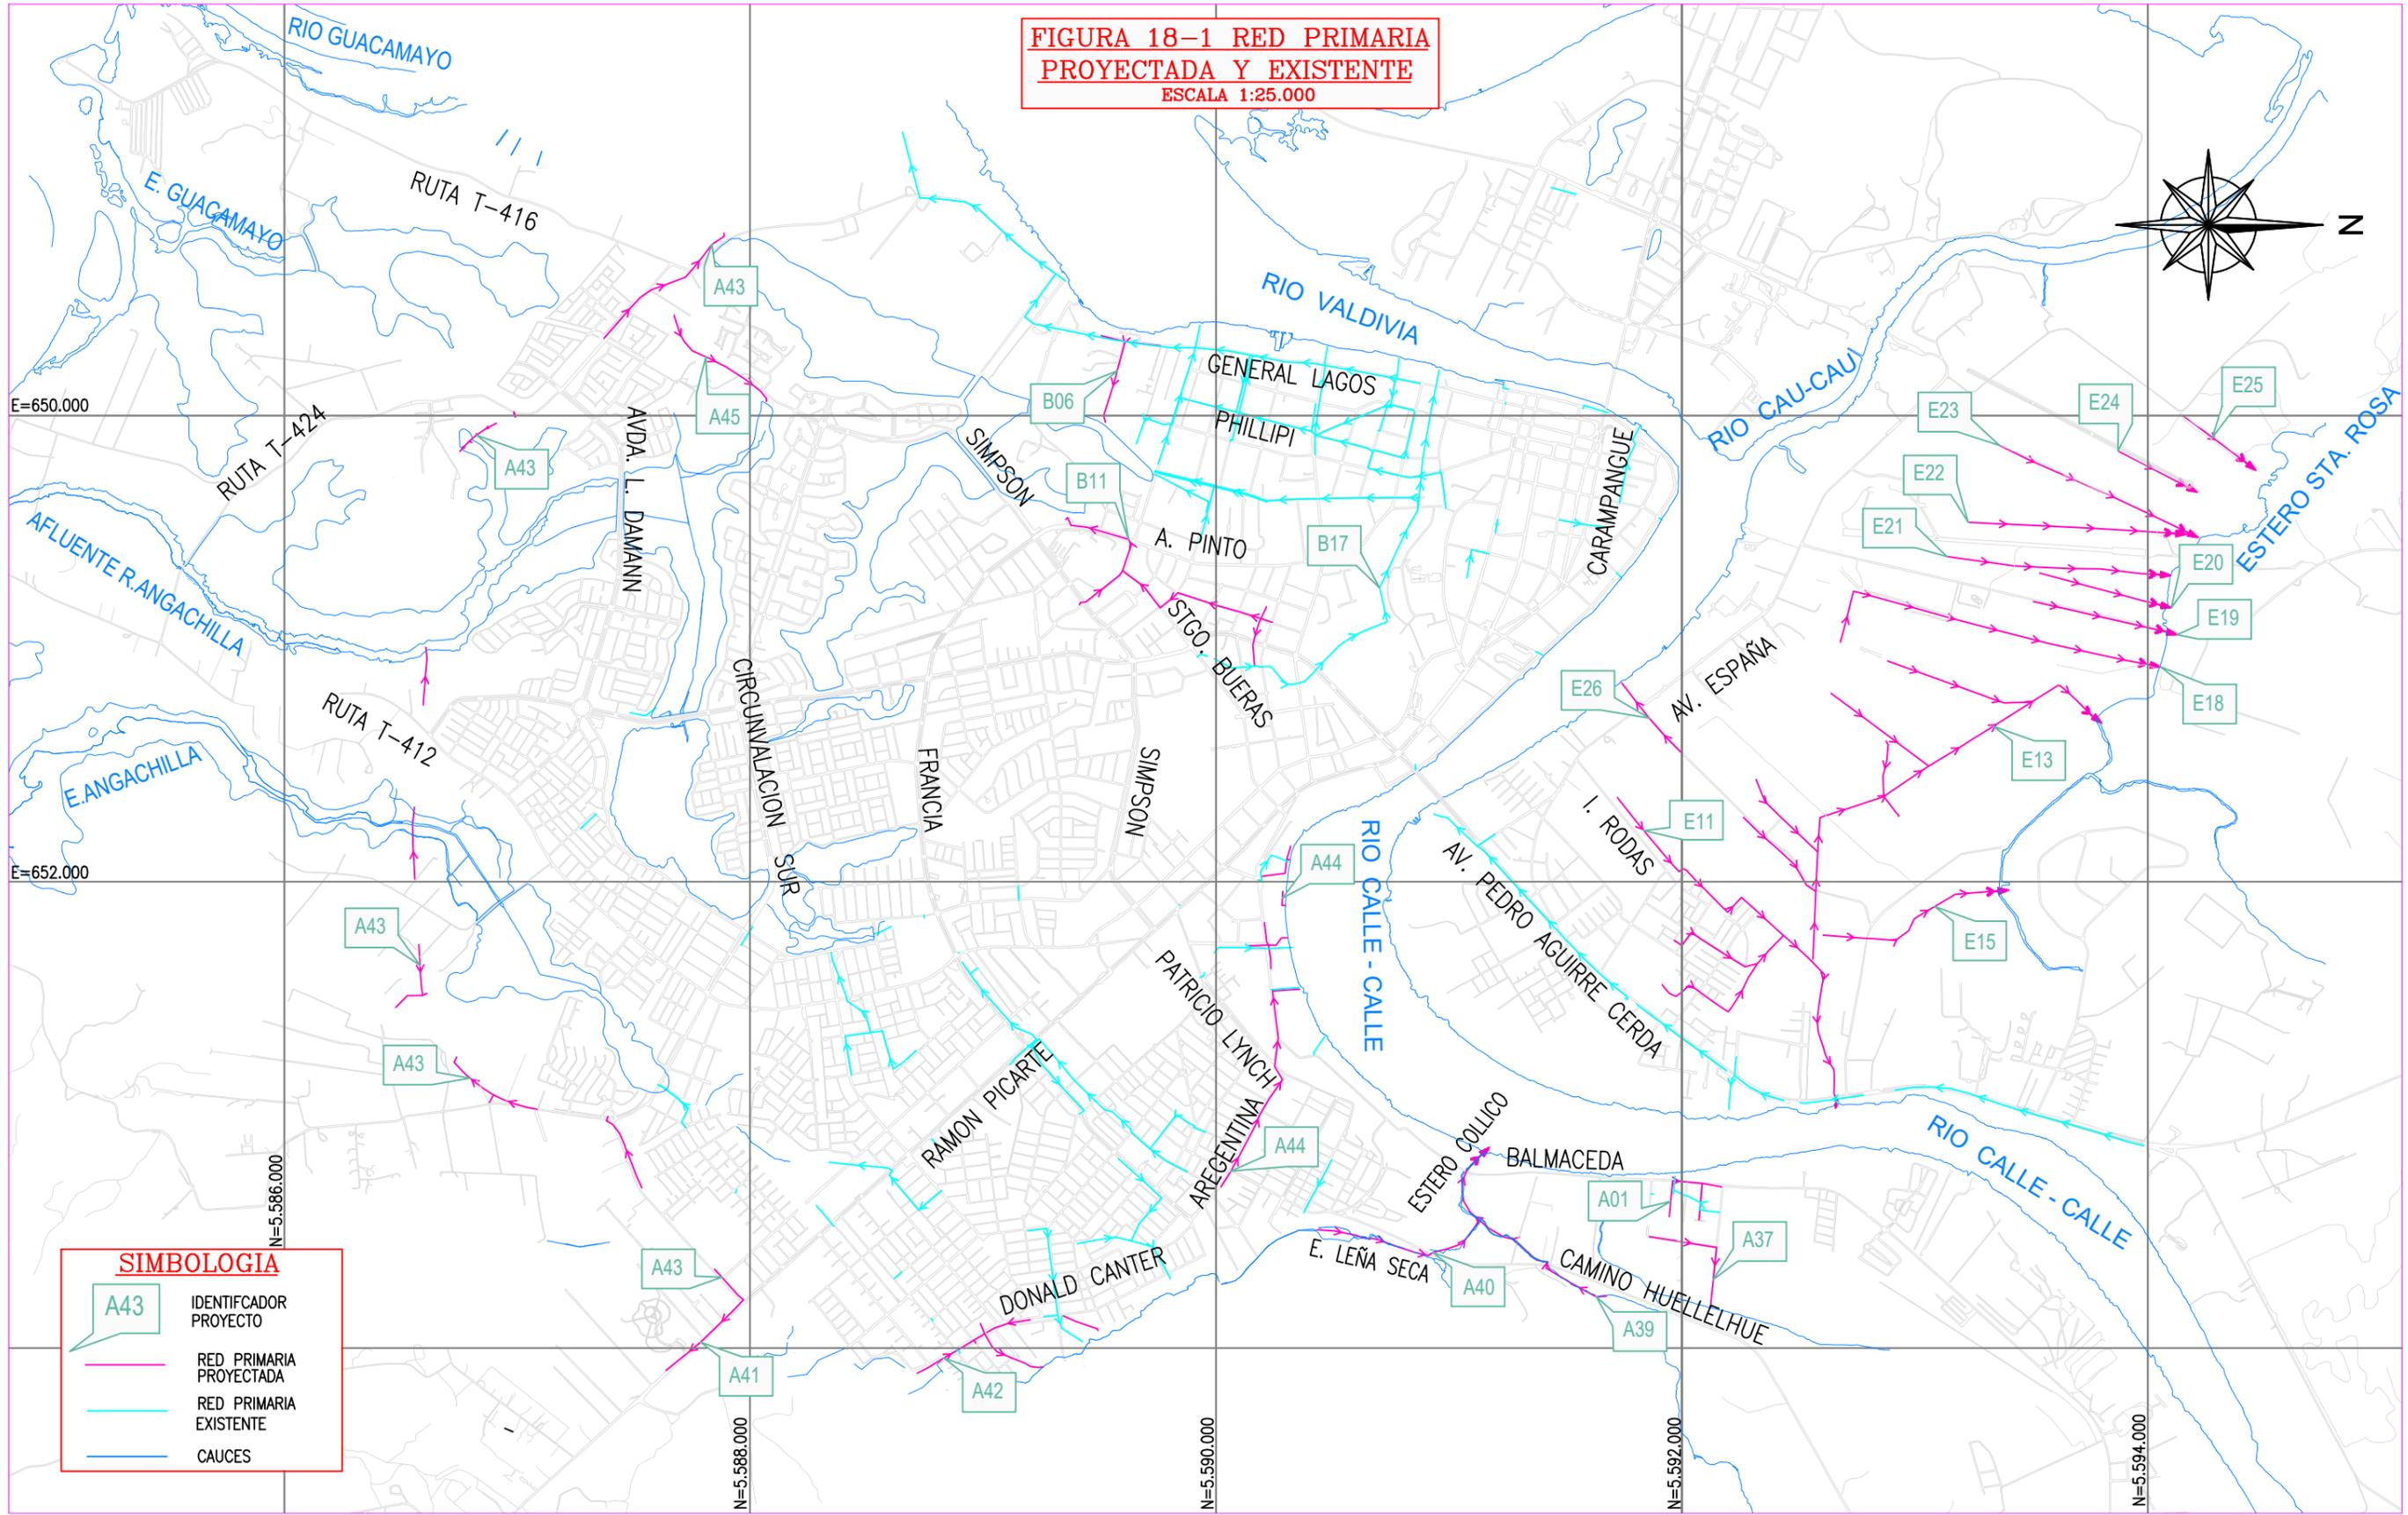 FIGURA 18-1 RED PRIMARIA
PROYECTADA Y EXISTENTE
ESCALA 1:25.000
RIO GUACAMAYO
E. GUACAMAYO
RUTA T-416
A43
RIO VALDIVIA
N
RIO CAU-CAU
E=650.000
RUTA T-424
A43
AVDA. L. DAMANN
A45
SIMPSON
B06
GENERAL LAGOS
PHILLIPI
CARAMPANGUE
E23
E24
E25
E22
E21
ESTERO STA. ROSA
B11
A. PINTO
B17
E20
E19
E18
AFLUENTE R.ANGACHILLA
STGO. BUERAS
E26
AV. ESPAÑA
RUTA T-412
E.ANGACHILLA
CIRCUNVALACION
SUR
FRANCIA
SIMPSON
E13
I. RODAS
E11
E=652.000
A44
RIO CALLE - CALLE
AV. PEDRO AGUIRRE CERDA
E15
A43
A43
PATRICIO LYNCH
RAMON PICARTE
AREGENTINA
A44
ESTERO COLLICO
BALMACEDA
RIO CALLE - CALLE
A01
A37
E. LEÑA SECA
A40
CAMINO HUELLELHUE
A39
DONALD CANTER
A43
A41
A42
N=5.586.000
N=5.588.000
N=5.590.000
N=5.592.000
N=5.594.000
SIMBOLOGIA
A43
IDENTIFCADOR
PROYECTO
RED PRIMARIA
PROYECTADA
RED PRIMARIA
EXISTENTE
CAUCES